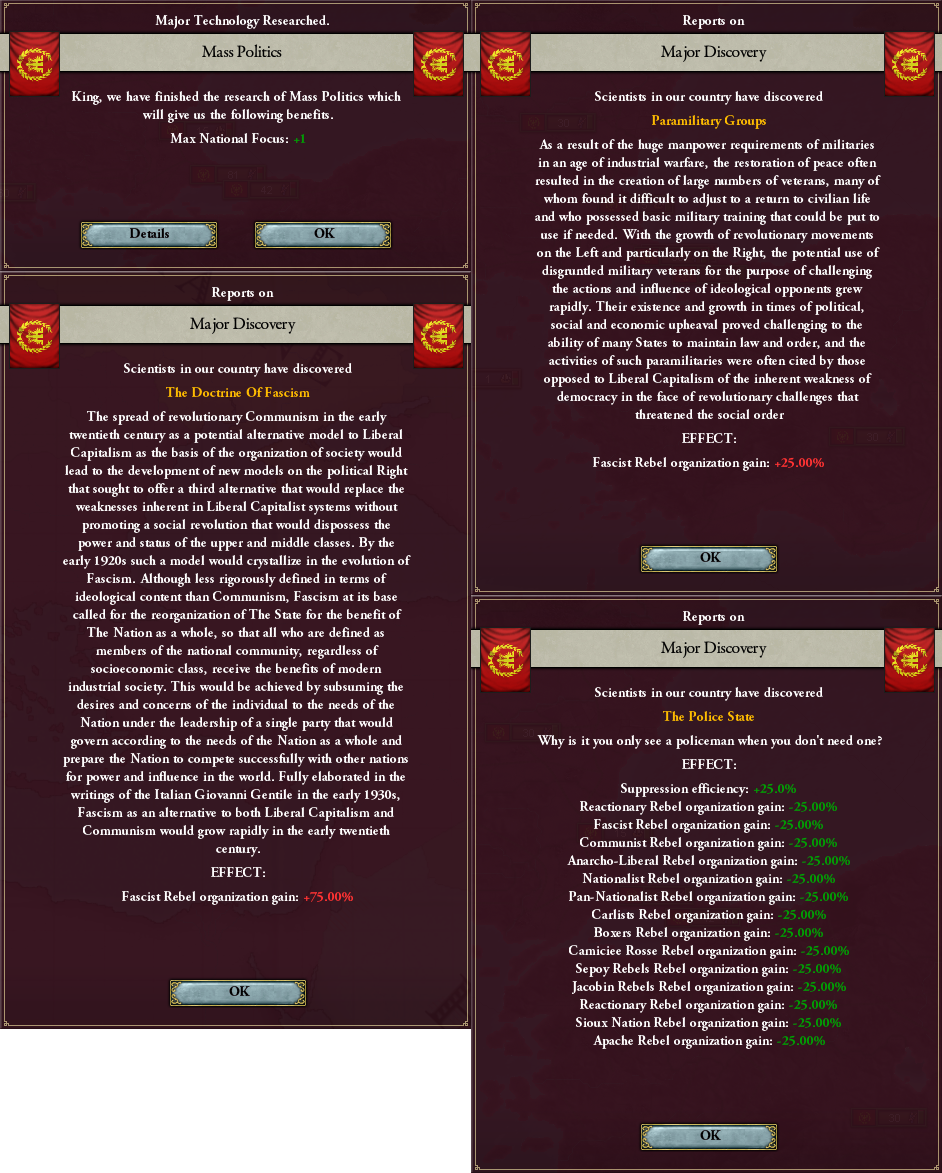 Major Technology Researched.
Mass Politics
King, we have finished the research of Mass Politics which
will give us the following benefits.
Max National Focus: +1
Details
OK
Reports on
Major Discovery
Scientists in our country have discovered
The Doctrine Of Fascism
The spread of revolutionary Communism in the early
twentieth century as a potential alternative model to Liberal
Capitalism as the basis of the organization of society would
lead to the development of new models on the political Right
that sought to offer a third alternative that would replace the
weaknesses inherent in Liberal Capitalist systems without
promoting a social revolution that would dispossess the
power and status of the upper and middle classes. By the
early 1920s such a model would crystallize in the evolution of
Fascism. Although less rigorously defined in terms of
ideological content than Communism, Fascism at its base
called for the reorganization of The State for the benefit of
The Nation as a whole, so that all who are defined as
members of the national community, regardless of
socioeconomic class, receive the benefits of modern
industrial society. This would be achieved by subsuming the
desires and concerns of the individual to the needs of the
Nation under the leadership of a single party that would
govern according to the needs of the Nation as a whole and
prepare the Nation to compete successfully with other nations
for power and influence in the world. Fully elaborated in the
writings of the Italian Giovanni Gentile in the early 1930s,
Fascism as an alternative to both Liberal Capitalism and
Communism would grow rapidly in the early twentieth
century.
EFFECT:
Fascist Rebel organization gain: +75.00%
OK
Reports on
Major Discovery
Scientists in our country have discovered
Paramilitary Groups
As a result of the huge manpower requirements of militaries
in an age of industrial warfare, the restoration of peace often
resulted in the creation of large numbers of veterans, many of
whom found it difficult to adjust to a return to civilian life
and who possessed basic military training that could be put to
use if needed. With the growth of revolutionary movements
on the Left and particularly on the Right, the potential use of
disgruntled military veterans for the purpose of challenging
the actions and influence of ideological opponents grew
rapidly. Their existence and growth in times of political,
social and economic upheaval proved challenging to the
ability of many States to maintain law and order, and the
activities of such paramilitaries were often cited by those
opposed to Liberal Capitalism of the inherent weakness of
democracy in the face of revolutionary challenges that
threatened the social order
EFFECT:
Fascist Rebel organization gain: +25.00%
OK
Reports on
Major Discovery
Scientists in our country have discovered
The Police State
Why is it you only see a policeman when you don't need one?
EFFECT:
Suppression efficiency: +25.0%
Reactionary Rebel organization gain: -25.00%
Fascist Rebel organization gain: -25.00%
Communist Rebel organization gain: -25.00%
Anarcho-Liberal Rebel organization gain: -25.00%
Nationalist Rebel organization gain: -25.00%
Pan-Nationalist Rebel organization gain: -25.00%
Carlists Rebel organization gain: -25.00%
Boxers Rebel organization gain: -25.00%
Camiciee Rosse Rebel organization gain: -25.00%
Sepoy Rebels Rebel organization gain: -25.00%
Jacobin Rebels Rebel organization gain: -25.00%
Reactionary Rebel organization gain: -25.00%
Sioux Nation Rebel organization gain: -25.00%
Apache Rebel organization gain: -25.00%
OK